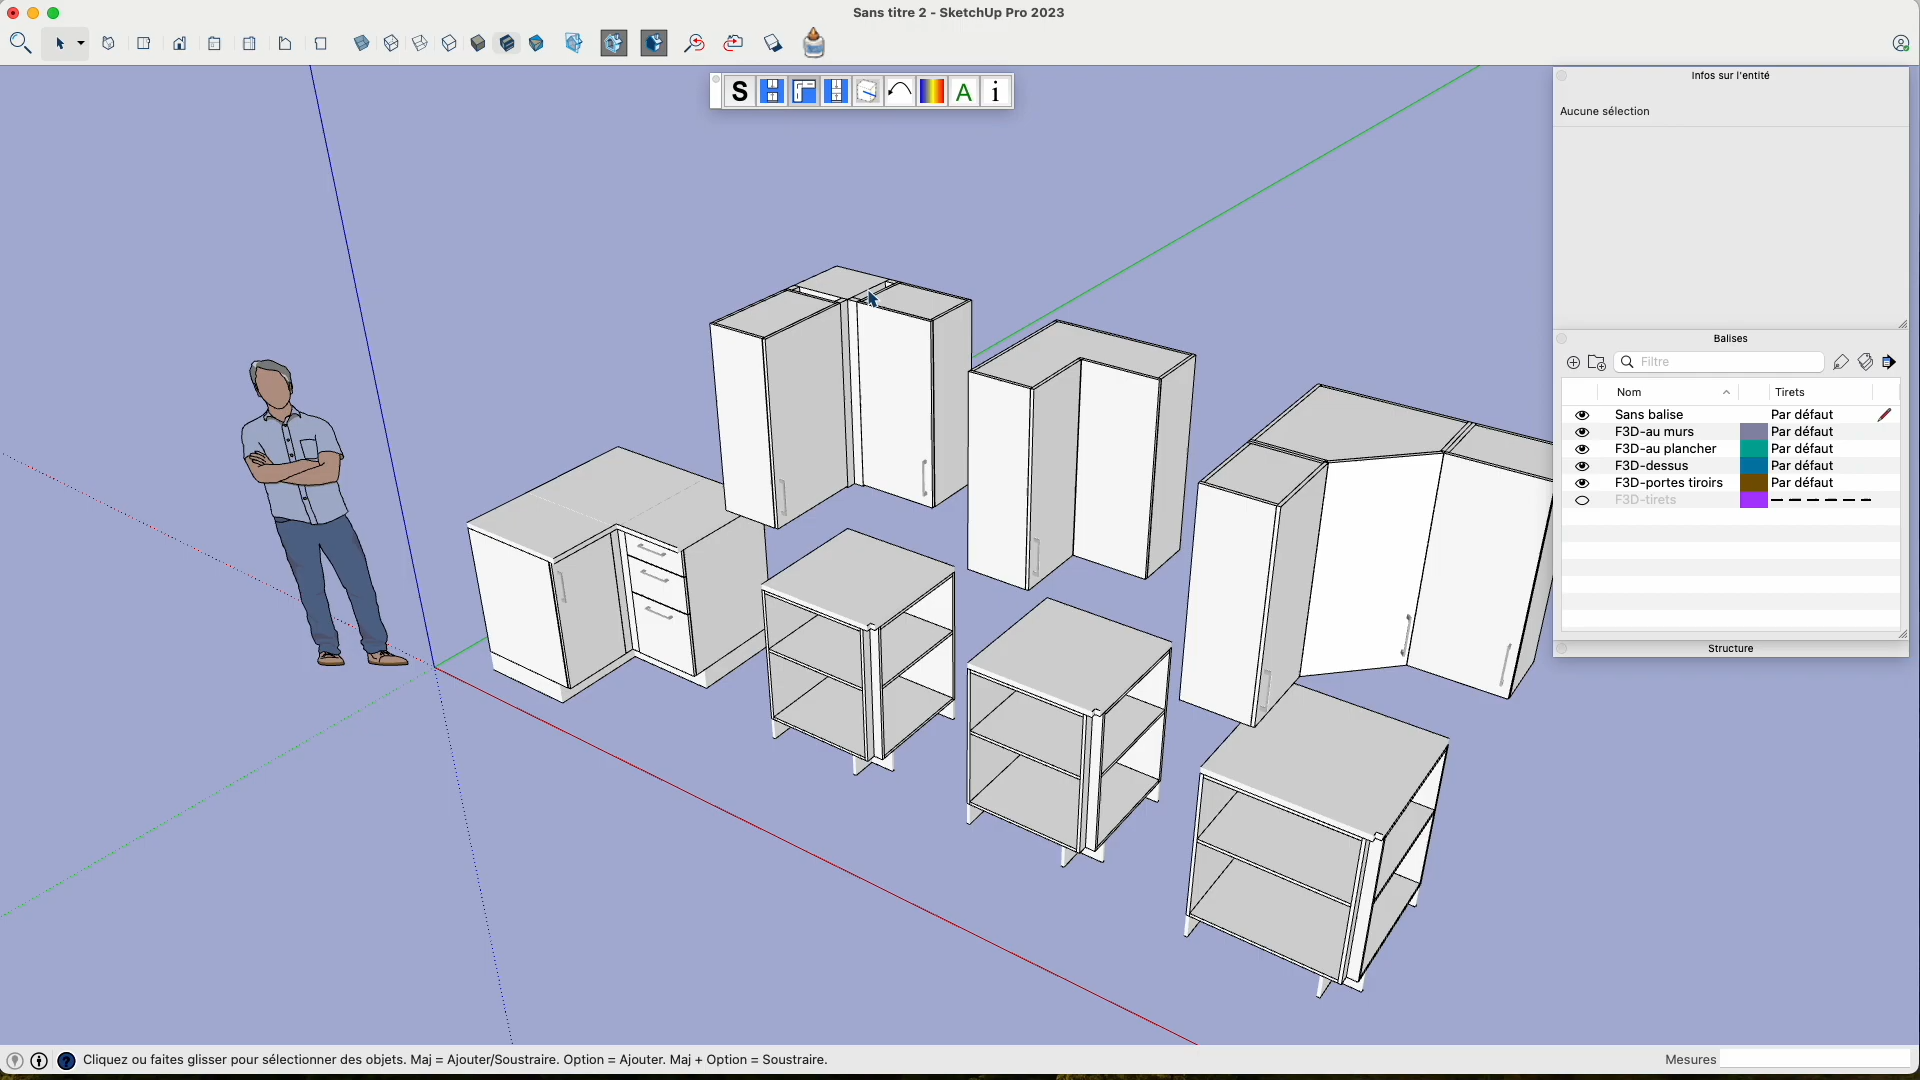 Sans titre 2 - SketchUp Pro 2023
S
A
i
Infos sur l'entité
Aucune sélection
Balises
Filtre
Nom
Tirets
Sans balise
Par défaut
F3D-au murs
Par défaut
F3D-au plancher
Par défaut
F3D-dessus
Par défaut
F3D-portes tiroirs
Par défaut
F3D-tirets
Structure
Cliquez ou faites glisser pour sélectionner des objets. Maj = Ajouter/Soustraire. Option = Ajouter. Maj + Option = Soustraire.
Mesures